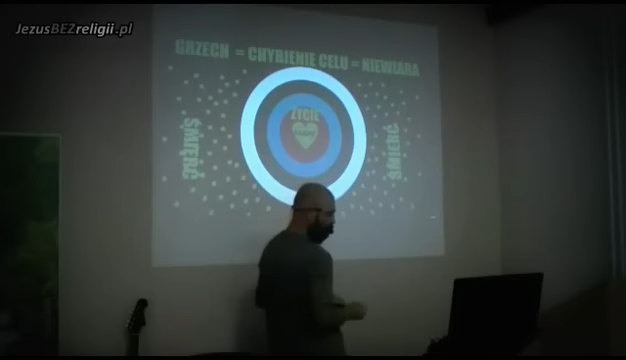 JezusBEZreligii.pl
GRZECH = CHYBIENIE CELU = NIEWIARA
ŻYCIE
ŚMIERĆ
ŚMIERĆ